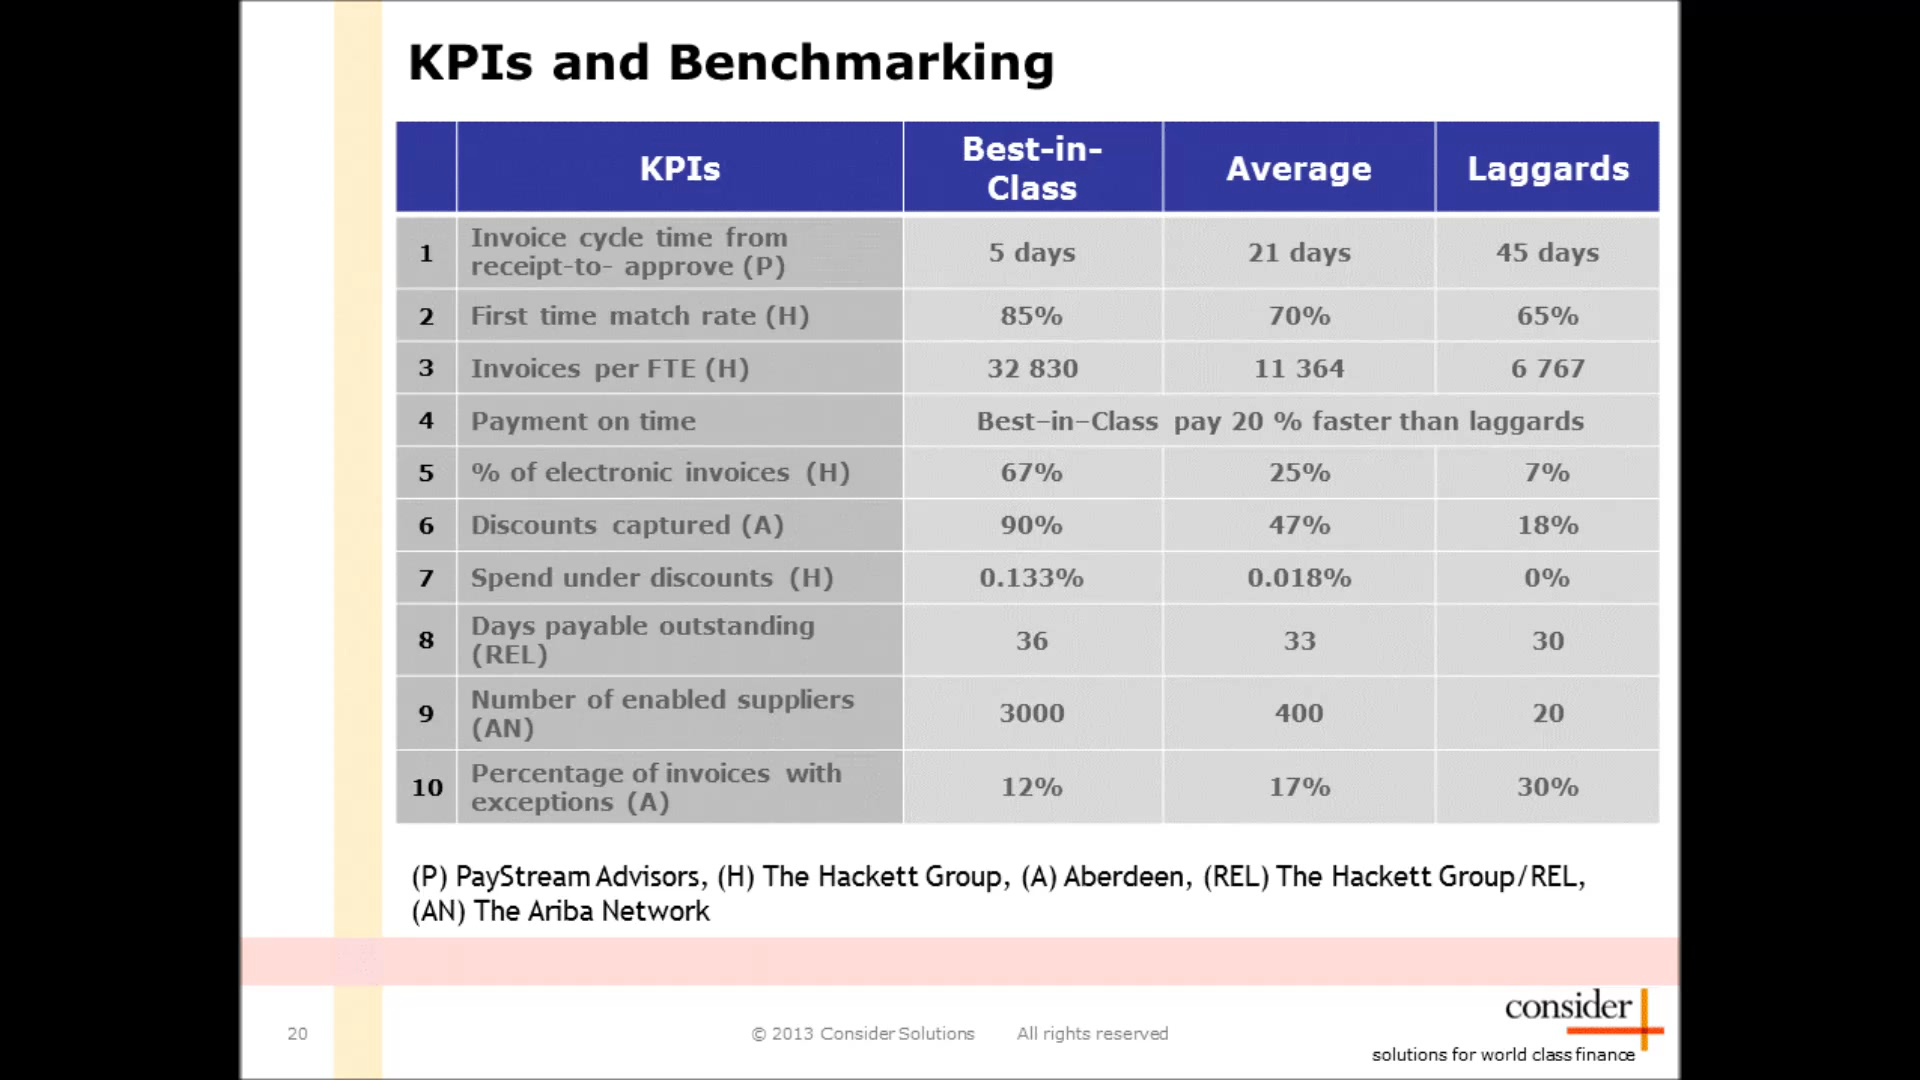 KPIs and Benchmarking
KPIs
Best-in-
Class
Average
Laggards
1
Invoice cycle time from
receipt-to- approve (P)
5 days
21 days
45 days
2
First time match rate (H)
85%
70%
65%
3
Invoices per FTE (H)
32 830
11 364
6 767
4
Payment on time
Best-in-Class pay 20 % faster than laggards
5
% of electronic invoices (H)
67%
25%
7%
6
Discounts captured (A)
90%
47%
18%
7
Spend under discounts (H)
0.133%
0.018%
0%
8
Days payable outstanding
(REL)
36
33
30
9
Number of enabled suppliers
(AN)
3000
400
20
10
Percentage of invoices with
exceptions (A)
12%
17%
30%
(P) PayStream Advisors, (H) The Hackett Group, (A) Aberdeen, (REL) The Hackett Group/REL,
(AN) The Ariba Network
20
© 2013 Consider Solutions All rights reserved
consider
solutions for world class finance